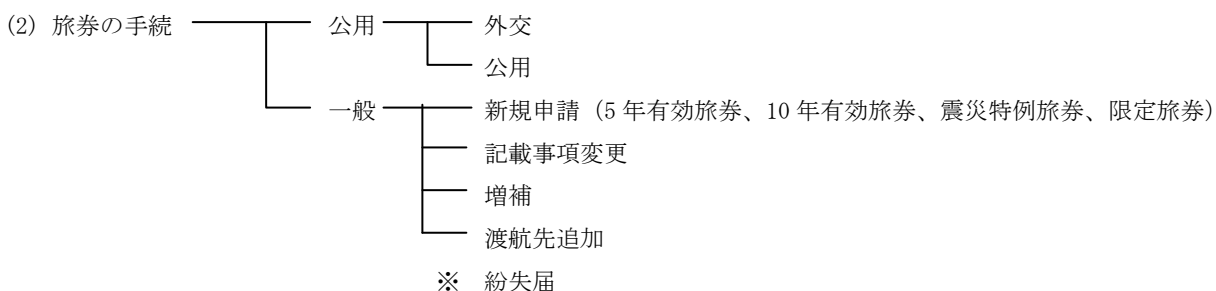 (2) 旅券の手続 公用 外交
公用
一般 新規申請（5 年有効旅券、10 年有効旅券、震災特例旅券、限定旅券）
記載事項変更
増補
渡航先追加
※ 紛失届